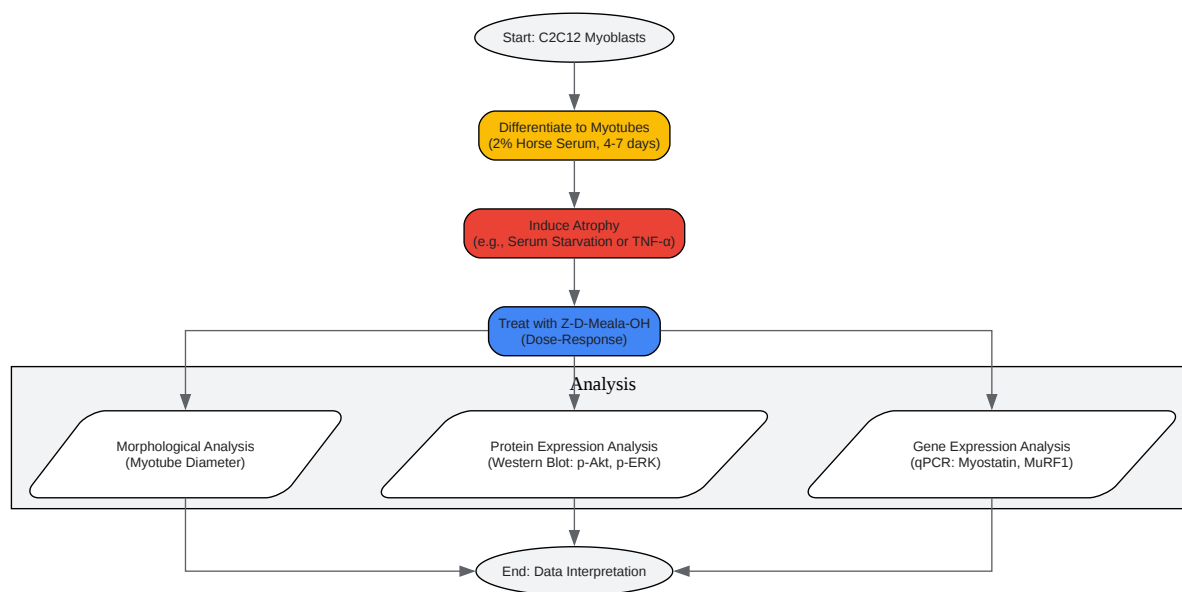 Start: C2C12 Myoblasts
Differentiate to Myotubes
(2% Horse Serum, 4-7 days)
Induce Atrophy
(e.g., Serum Starvation or TNF-α)
Treat with Z-D-Meala-OH
(Dose-Response)
Analysis
Morphological Analysis
(Myotube Diameter)
Protein Expression Analysis
(Western Blot: p-Akt, p-ERK)
Gene Expression Analysis
(qPCR: Myostatin, MuRF1)
End: Data Interpretation